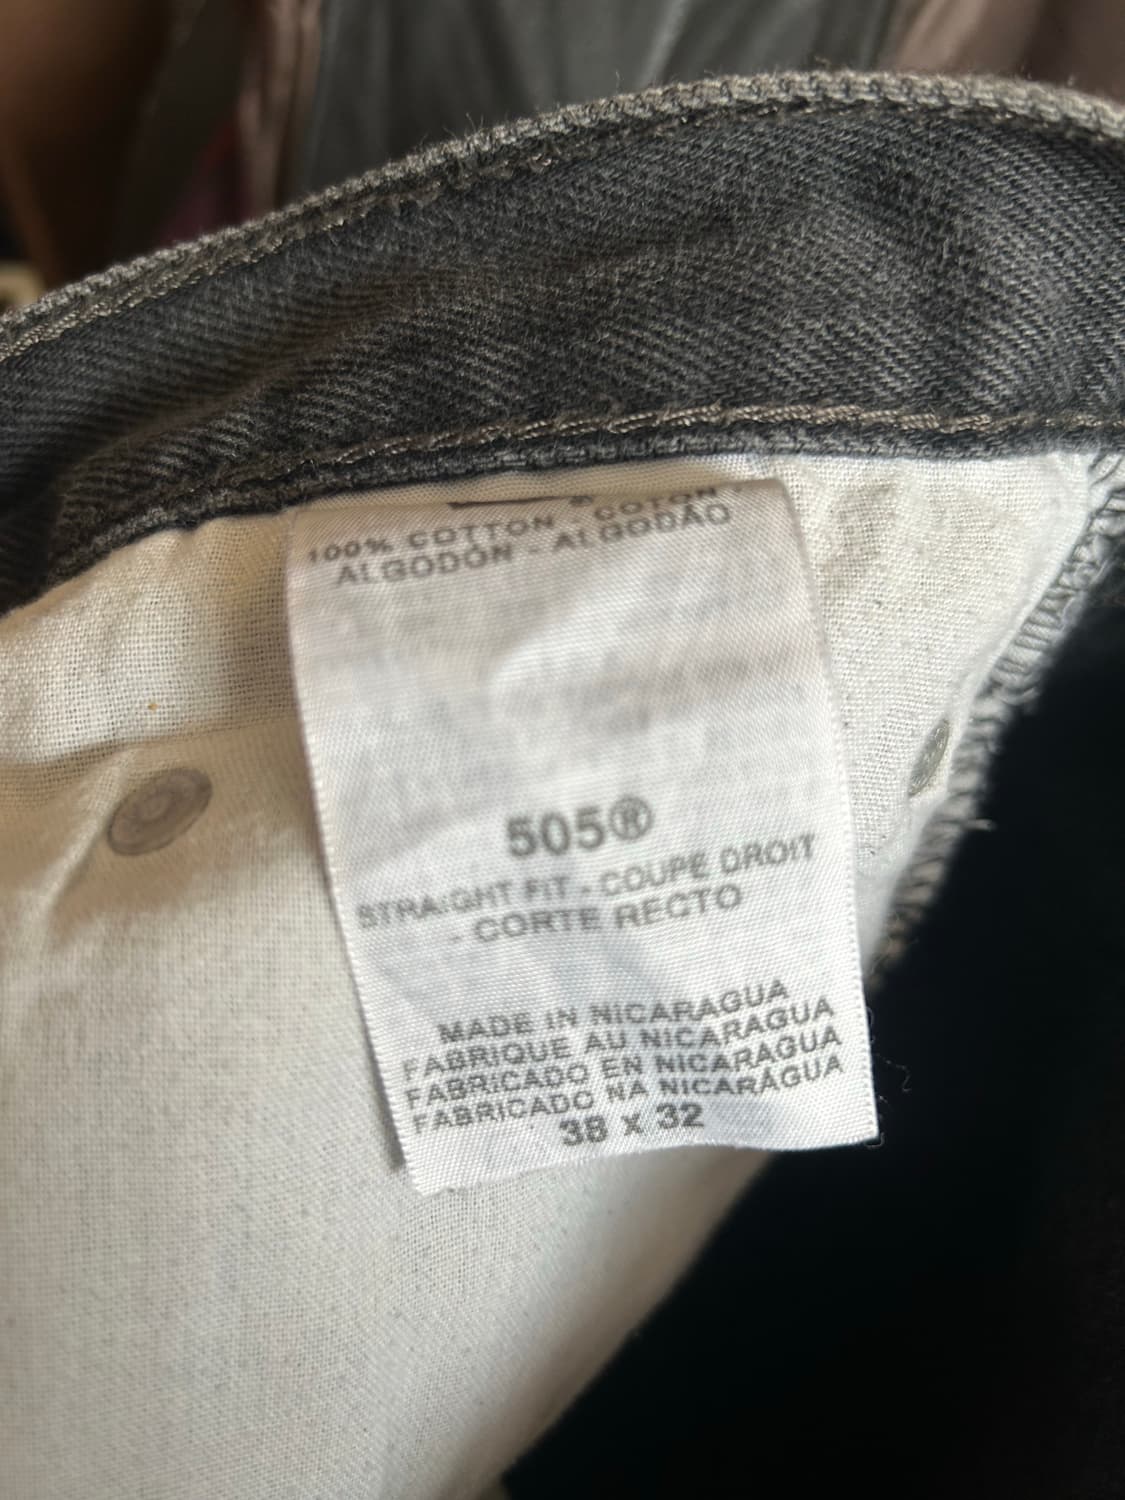 100% COTTON - COTON -
ALGODÓN - ALGODÃO
505®
STRAIGHT FIT - COUPE DROIT
- CORTE RECTO
MADE IN NICARAGUA
FABRIQUE AU NICARAGUA
FABRICADO EN NICARAGUA
FABRICADO NA NICARÁGUA
38 x 32